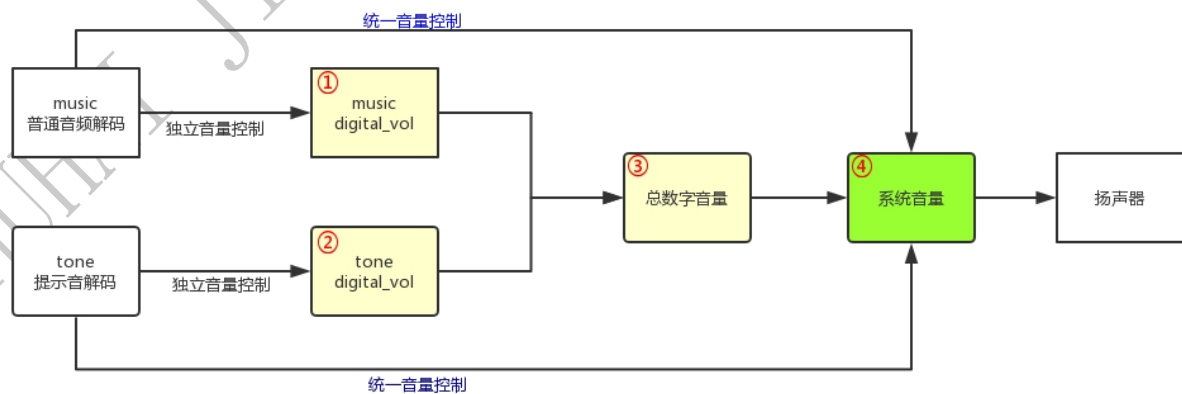 统一音量控制
①
music
普通音频解码
独立音量控制
music
digital_vol
③
总数字音量
④
系统音量
扬声器
②
tone
提示音解码
独立音量控制
tone
digital_vol
统一音量控制